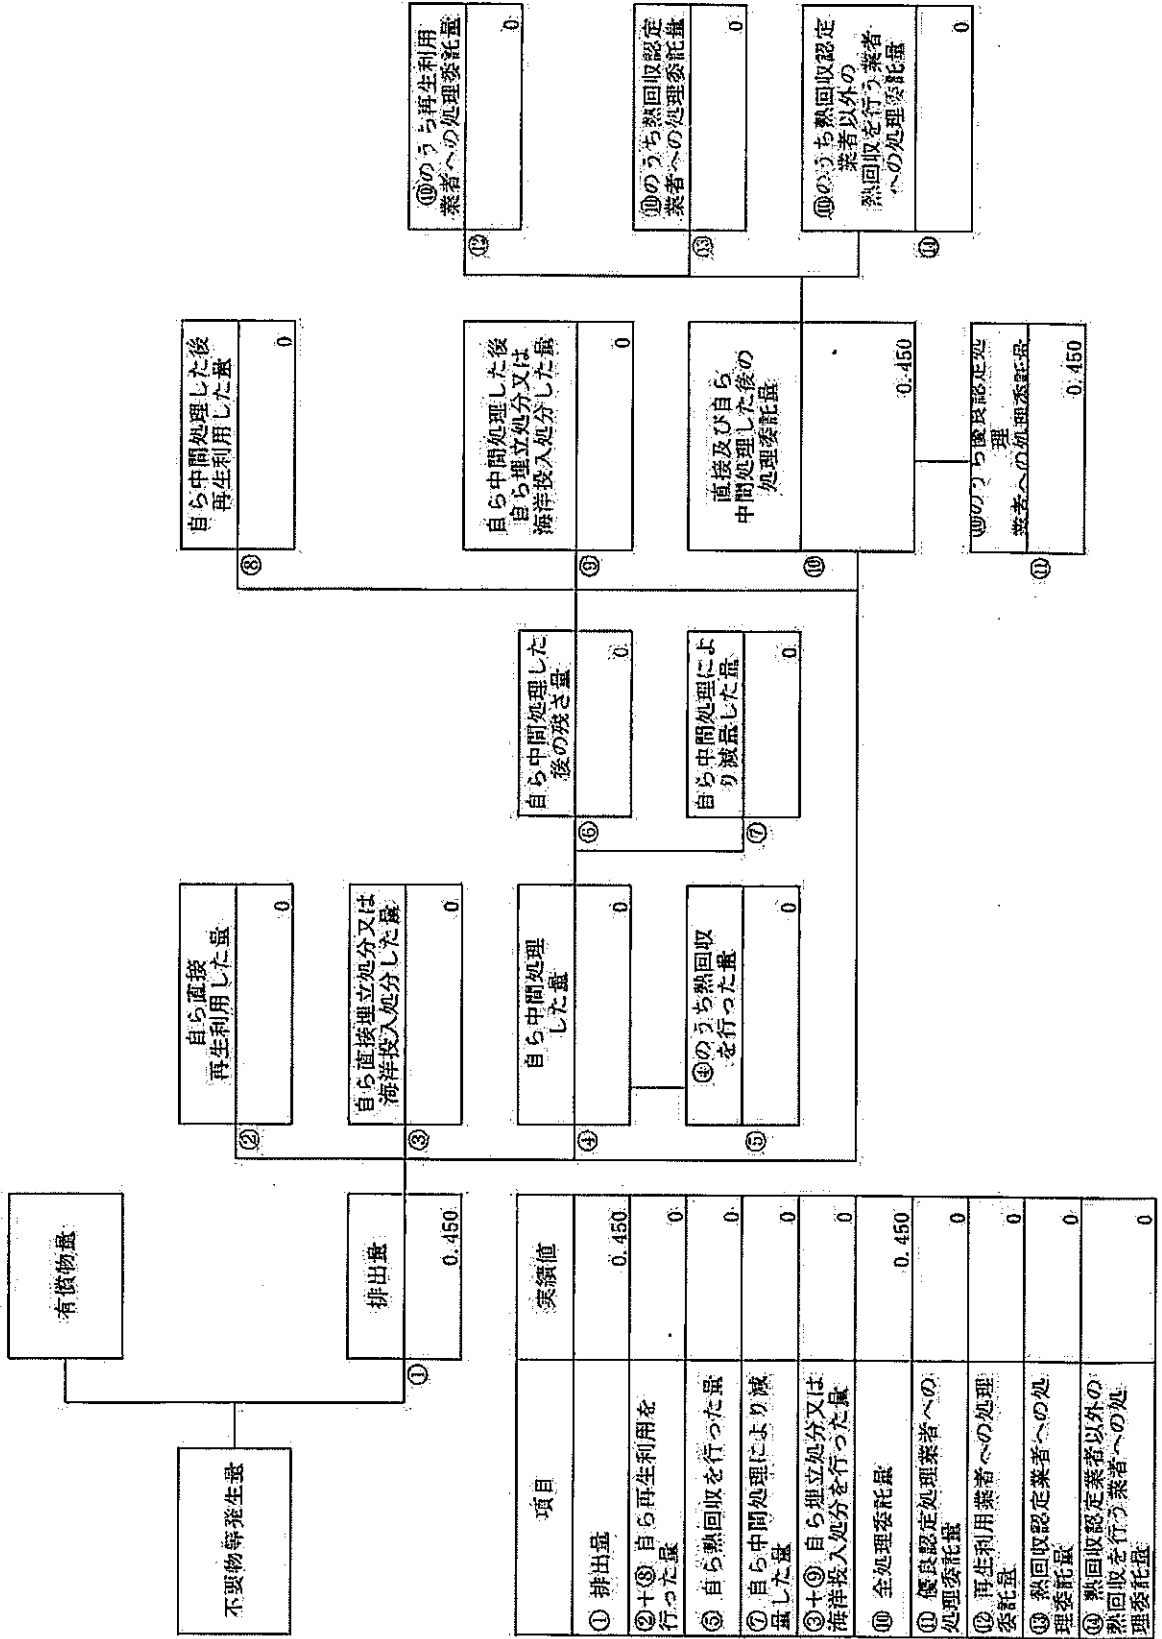 不要物等発生量
有償物量
排出量
①
0.450
自ら直接
再生利用した量
②
0
自ら直接埋立処分又は
海洋投入処分した量
③
0
自ら中間処理
した量
④
0
④のうち熱回収
を行った量
⑤
0
自ら中間処理した
後の残さ量
⑥
0
自ら中間処理によ
り減量した量
⑦
0
自ら中間処理した後
再生利用した量
⑧
0
自ら中間処理した後
自ら埋立処分又は
海洋投入処分した量
⑨
0
直接及び自ら
中間処理した後の
処理委託量
⑩
0.450
⑩のうち優良認定処
理
業者への処理委託量
⑪
0.450
⑩のうち再生利用
業者への処理委託量
⑫
0
⑩のうち熱回収認定
業者への処理委託量
⑬
0
⑩のうち熱回収認定
業者以外の
熱回収を行う業者
への処理委託量
⑭
0
項目 実績値
① 排出量 0.450
②+⑧ 自ら再生利用を
行った量 0
⑤ 自ら熱回収を行った量 0
⑦ 自ら中間処理により減
量した量 0
③+⑨ 自ら埋立処分又は
海洋投入処分を行った量 0
⑩ 全処理委託量 0.450
⑪ 優良認定処理業者への
処理委託量 0
⑫ 再生利用業者への処理
委託量 0
⑬ 熱回収認定業者への処
理委託量 0
⑭ 熱回収認定業者以外の
熱回収を行う業者への処
理委託量 0